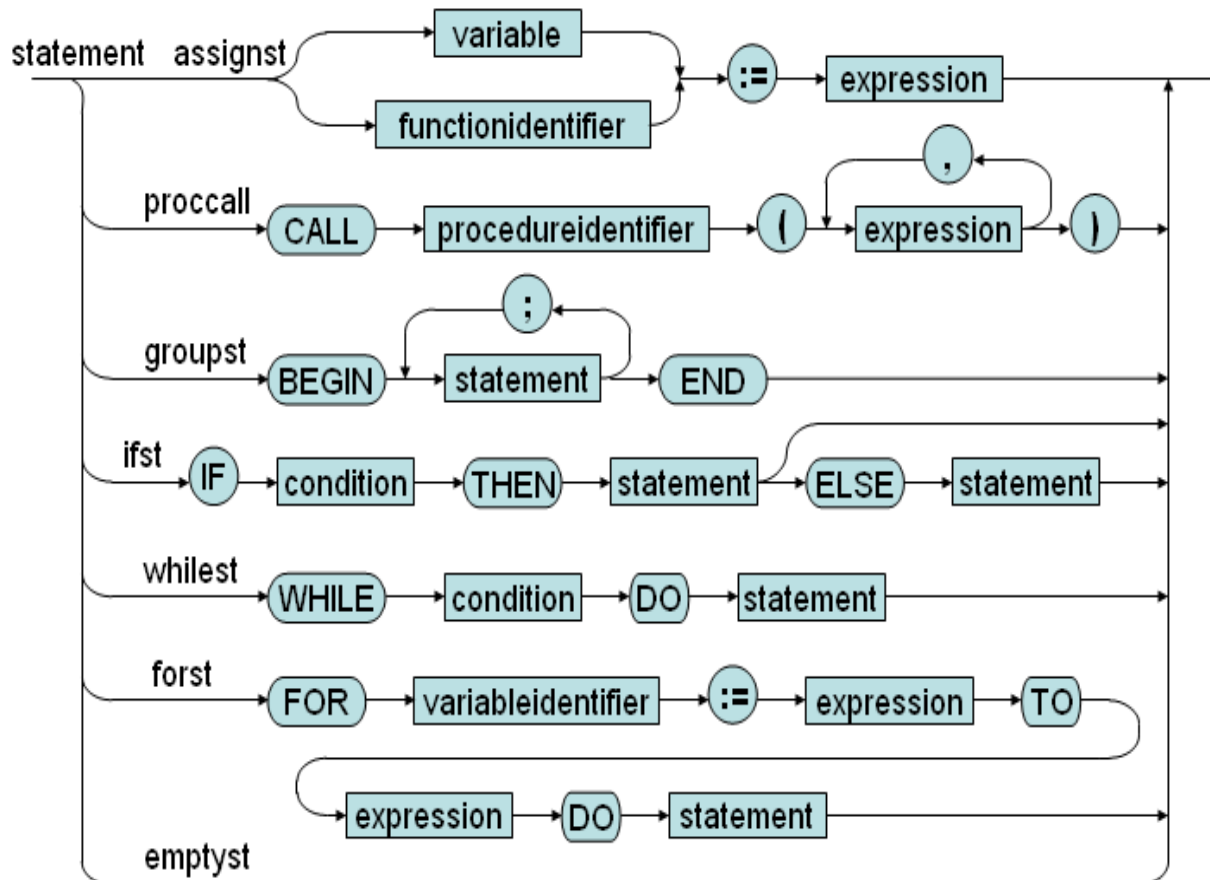 variable
statement assignst := expression
functionidentifier
,
proccall CALL procedureidentifier ( expression )
;
groupst BEGIN statement END
ifst IF condition THEN statement ELSE statement
whilest WHILE condition DO statement
forst FOR variableidentifier := expression TO
expression DO statement
emptyst